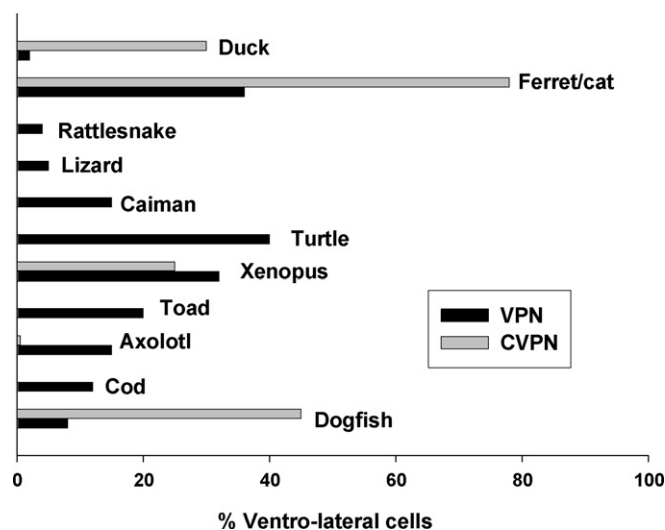 Duck
Ferret/cat
Rattlesnake
Lizard
Caiman
Turtle
Xenopus
Toad
Axolotl
Cod
Dogfish
VPN
CVPN
0 20 40 60 80 100
% Ventro-lateral cells